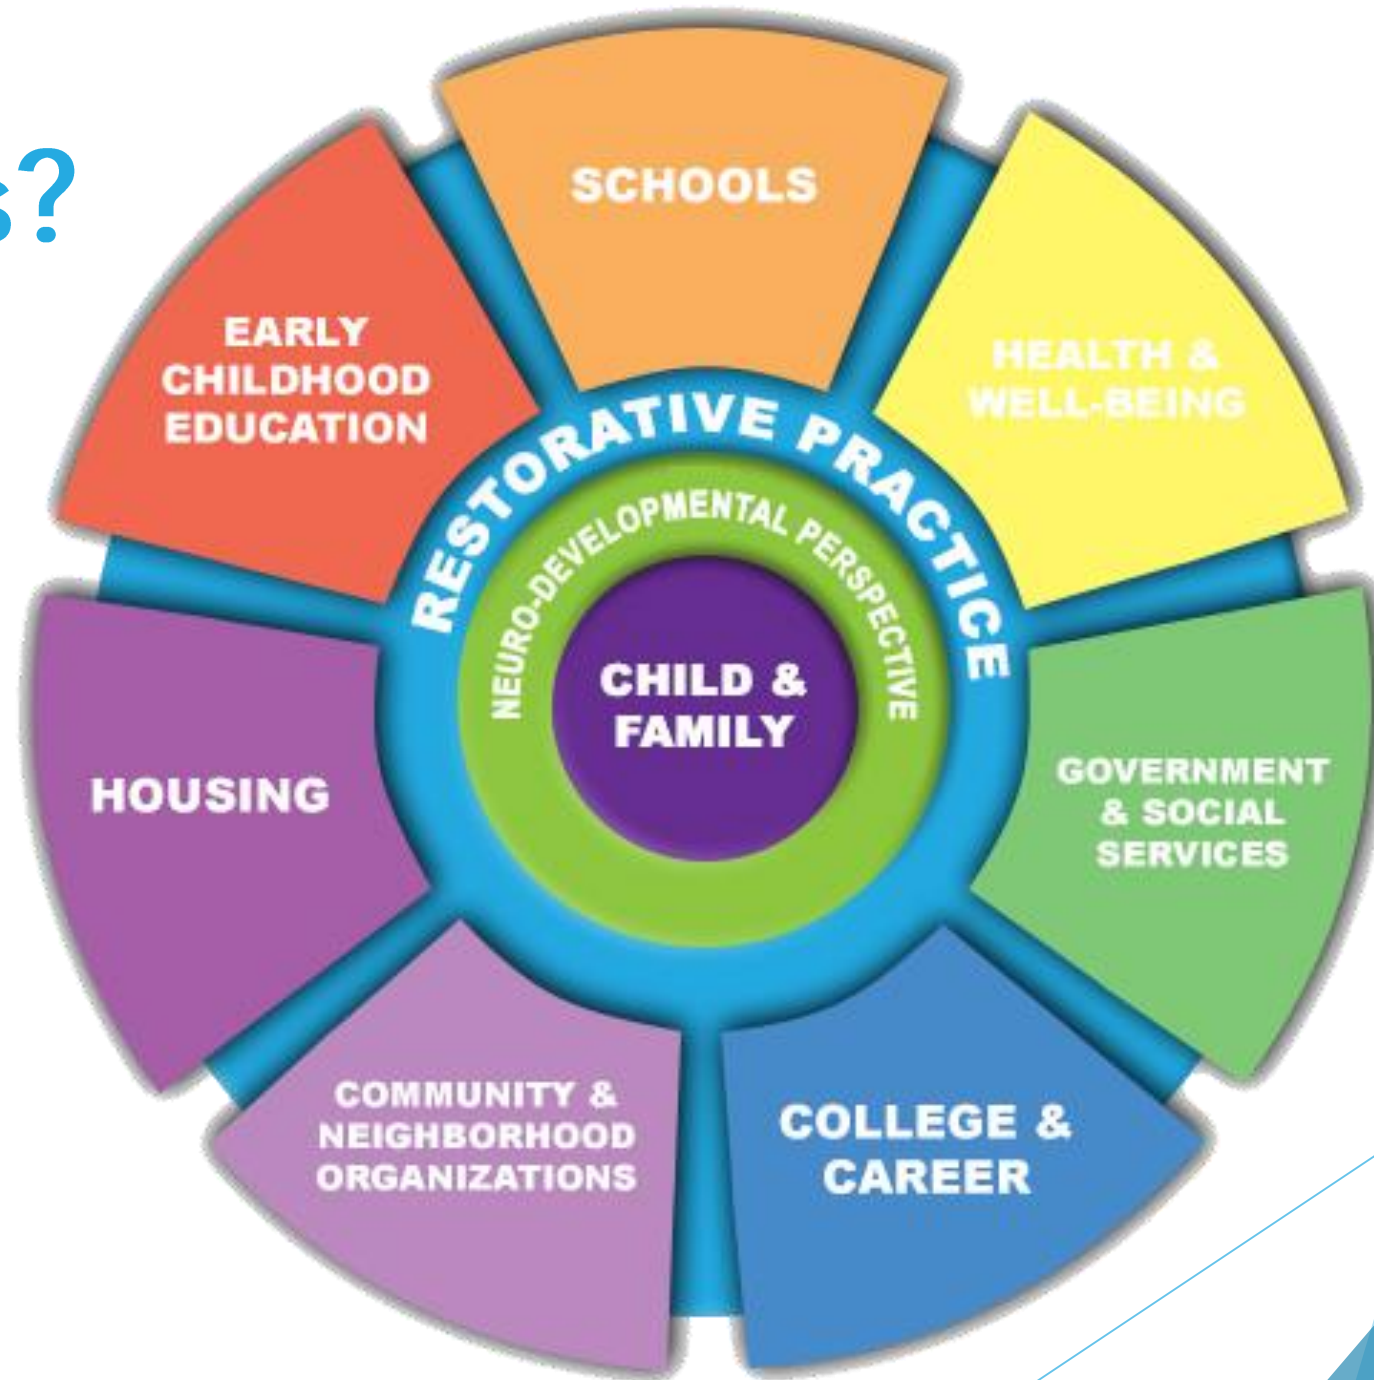 s?
SCHOOLS
EARLY
CHILDHOOD
EDUCATION
HEALTH &
WELL-BEING
RESTORATIVE PRACTICE
NEURO-DEVELOPMENTAL PERSPECTIVE
CHILD &
FAMILY
HOUSING
GOVERNMENT
& SOCIAL
SERVICES
COMMUNITY &
NEIGHBORHOOD
ORGANIZATIONS
COLLEGE &
CAREER